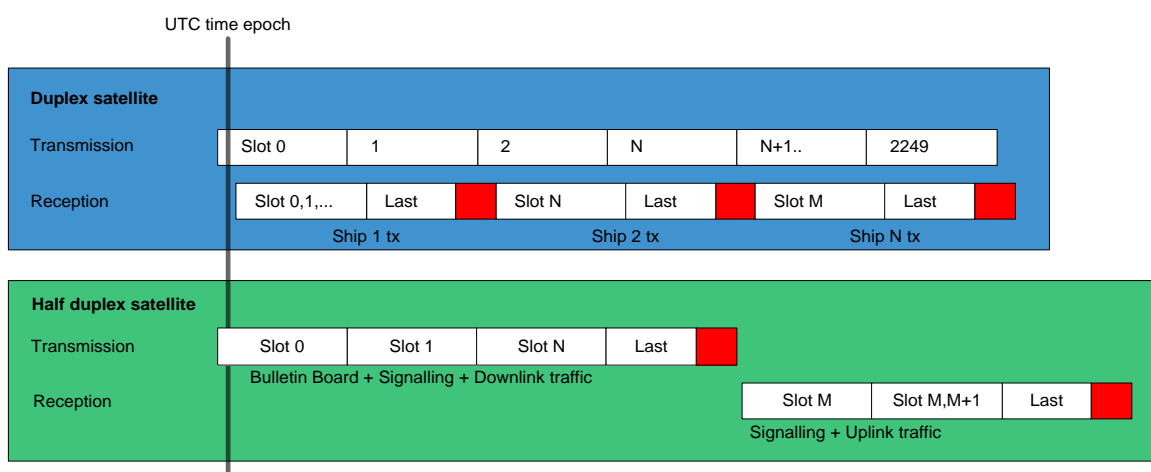 UTC time epoch
Duplex satellite
Transmission Slot 0 1 2 N N+1.. 2249
Reception Slot 0,1,... Last Slot N Last Slot M Last
Ship 1 tx Ship 2 tx Ship N tx
Half duplex satellite
Transmission Slot 0 Slot 1 Slot N Last
Bulletin Board + Signalling + Downlink traffic
Reception Slot M Slot M,M+1 Last
Signalling + Uplink traffic